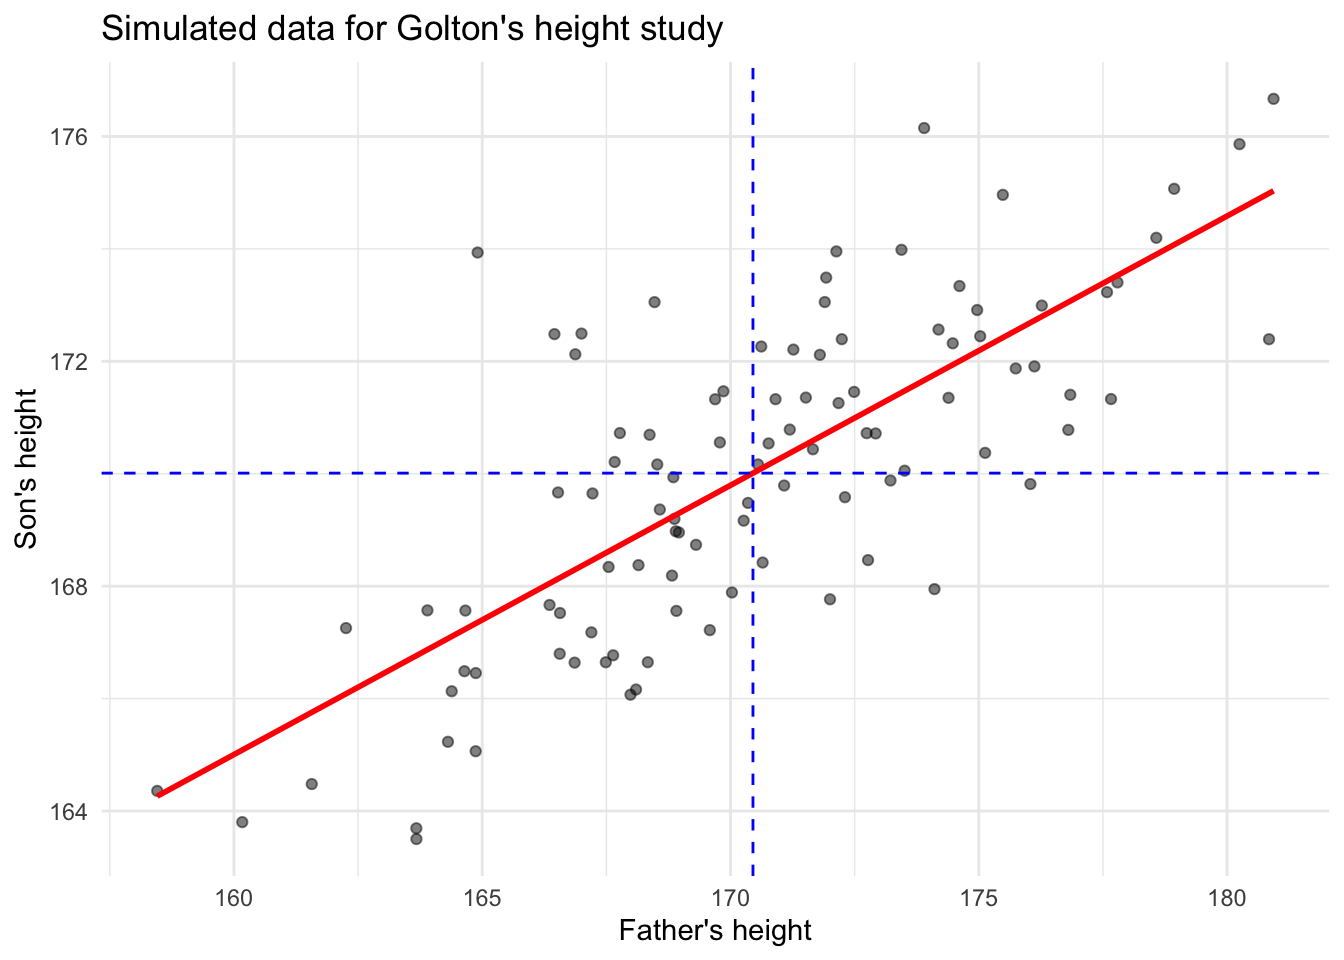 Simulated data for Golton's height study
176
172
168
164
Son's height
160 165 170 175 180
Father's height